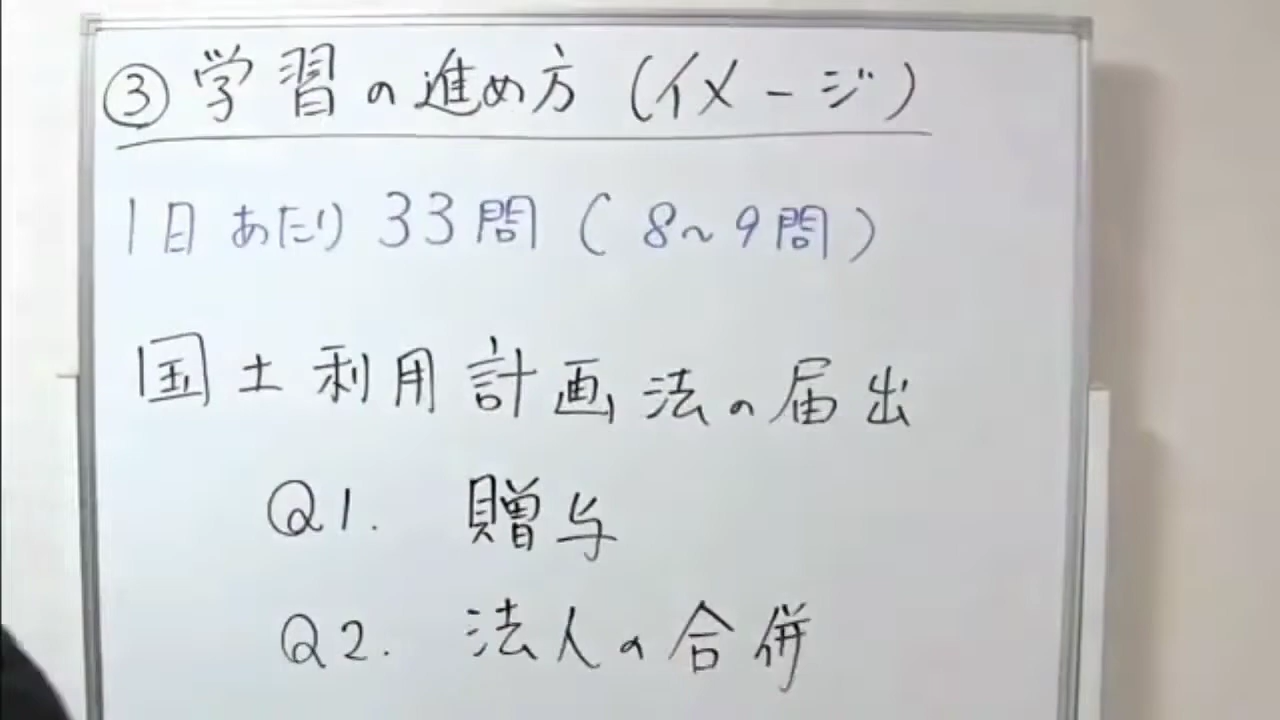 ③学習の進め方(イメージ)
1日あたり33問(8~9問)
国土利用計画法の届出
Q1. 贈与
Q2. 法人の合併